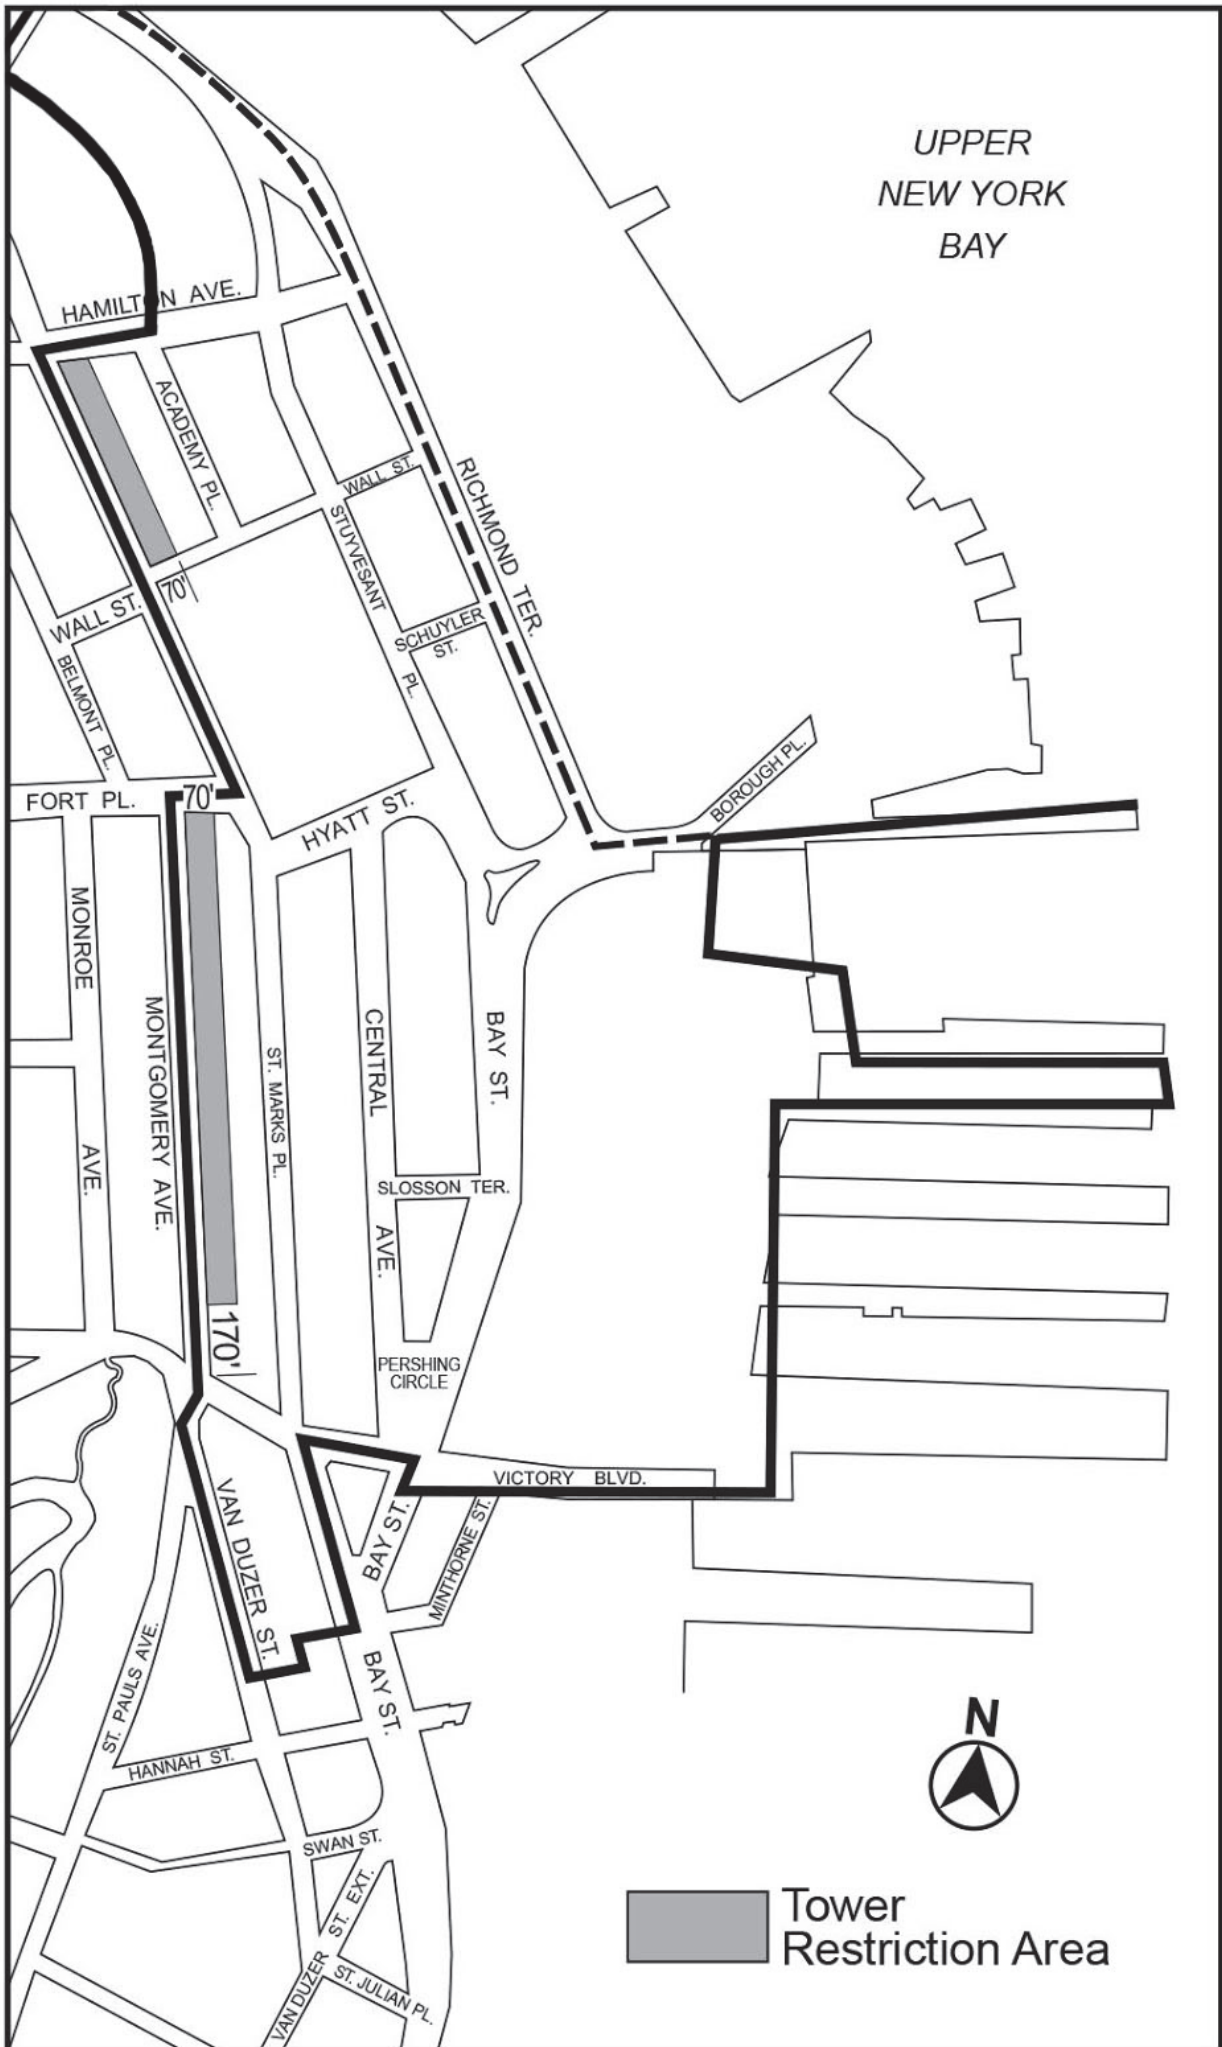 UPPER
NEW YORK
BAY
HAMILTON AVE.
ACADEMY PL.
WALL ST.
RICHMOND TER.
STUYVESANT
PL.
70'
WALL ST.
SCHUYLER
ST.
BELMONT PL.
BOROUGH PL.
FORT PL.
70'
HYATT ST.
MONROE
AVE.
MONTGOMERY AVE.
ST. MARKS PL.
CENTRAL
AVE.
BAY ST.
SLOSSON TER.
170'
PERSHING
CIRCLE
VICTORY BLVD.
VAN DUZER ST.
BAY ST.
MINTHORNE ST.
ST. PAULS AVE.
BAY ST.
HANNAH ST.
SWAN ST.
VAN DUZER ST. EXT.
ST. JULIAN PL.
N
Tower
Restriction Area